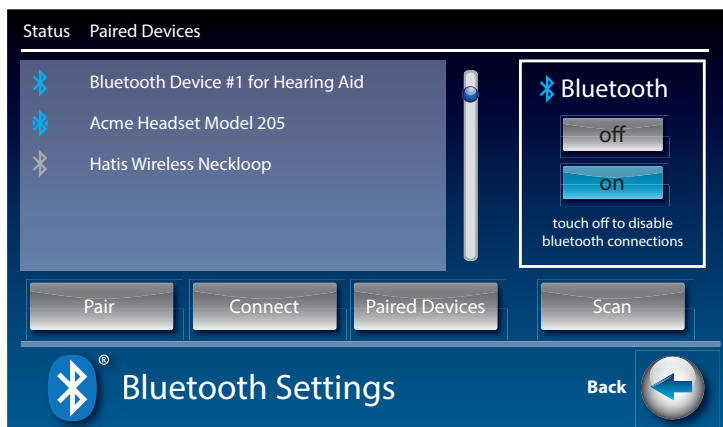 Status Paired Devices
Bluetooth Device #1 for Hearing Aid
Acme Headset Model 205
Hatis Wireless Neckloop
Bluetooth
off
on
touch off to disable
bluetooth connections
Pair Connect Paired Devices Scan
® Bluetooth Settings Back